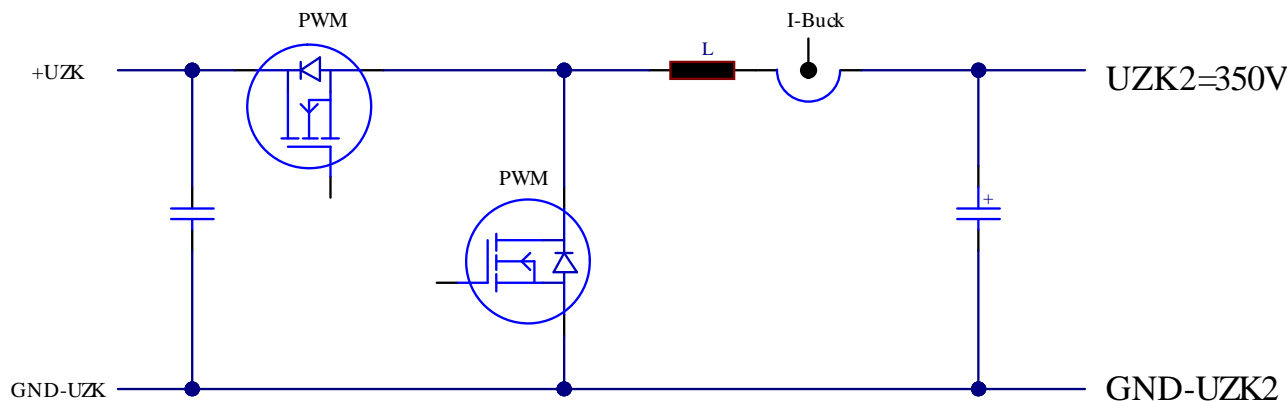 PWM
I-Buck
L
+UZK
UZK2=350V
PWM
+
GND-UZK
GND-UZK2